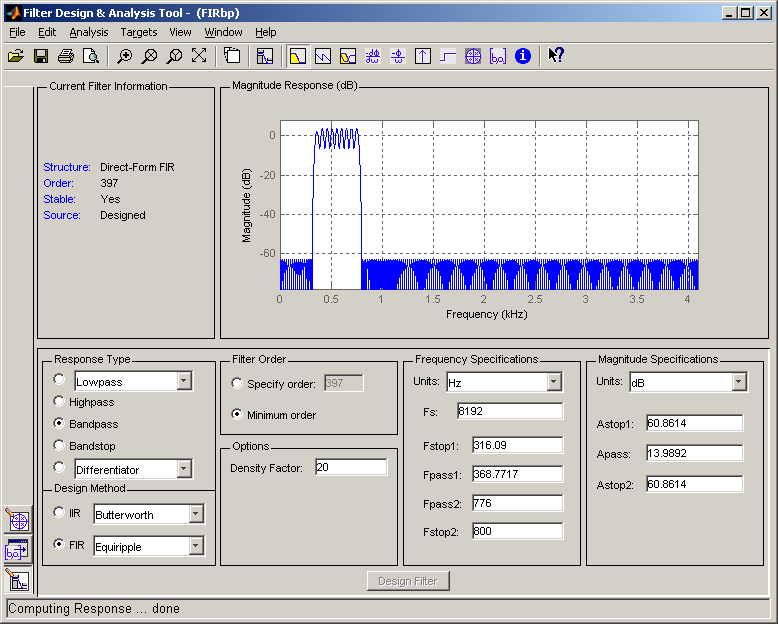 Filter Design & Analysis Tool - (FIRbp)
File Edit Analysis Targets View Window Help
Current Filter Information
Structure: Direct-Form FIR
Order: 397
Stable: Yes
Source: Designed
Magnitude Response (dB)
0
-20
-40
-60
Magnitude (dB)
0 0.5 1 1.5 2 2.5 3 3.5 4
Frequency (kHz)
Response Type
Lowpass
Highpass
Bandpass
Bandstop
Differentiator
Design Method
IIR Butterworth
FIR Equiripple
Filter Order
Specify order: 397
Minimum order
Options
Density Factor: 20
Frequency Specifications
Units: Hz
Fs: 8192
Fstop1: 316.09
Fpass1: 368.7717
Fpass2: 776
Fstop2: 800
Magnitude Specifications
Units: dB
Astop1: 60.8614
Apass: 13.9892
Astop2: 60.8614
Design Filter
Computing Response ... done